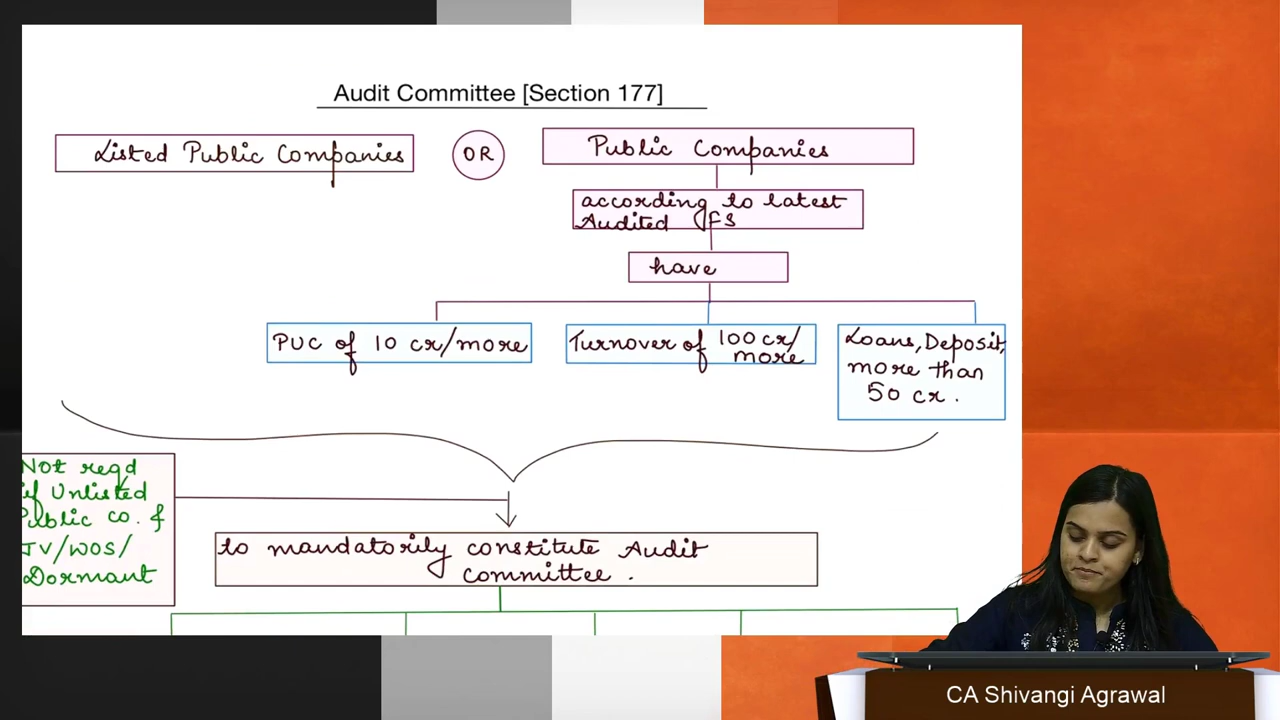 Audit Committee [Section 177]
Listed Public Companies
OR
Public Companies
according to latest
Audited FS
have
PUC of 10 cr/more
Turnover of 100 cr/
more
Loans, Deposit,
more than
50 cr.
Not reqd
if Unlisted
Public co. &
JV/WOS/
Dormant
to mandatorily constitute Audit
committee.
CA Shivangi Agrawal